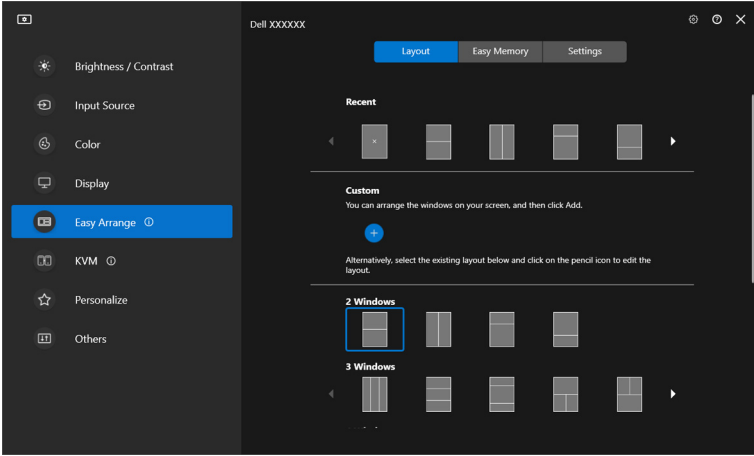 Dell XXXXXX
Layout
Easy Memory
Settings
Brightness / Contrast
Input Source
Color
Display
Easy Arrange
KVM
Personalize
Others
Recent
Custom
You can arrange the windows on your screen, and then click Add.
Alternatively, select the existing layout below and click on the pencil icon to edit the
layout.
2 Windows
3 Windows